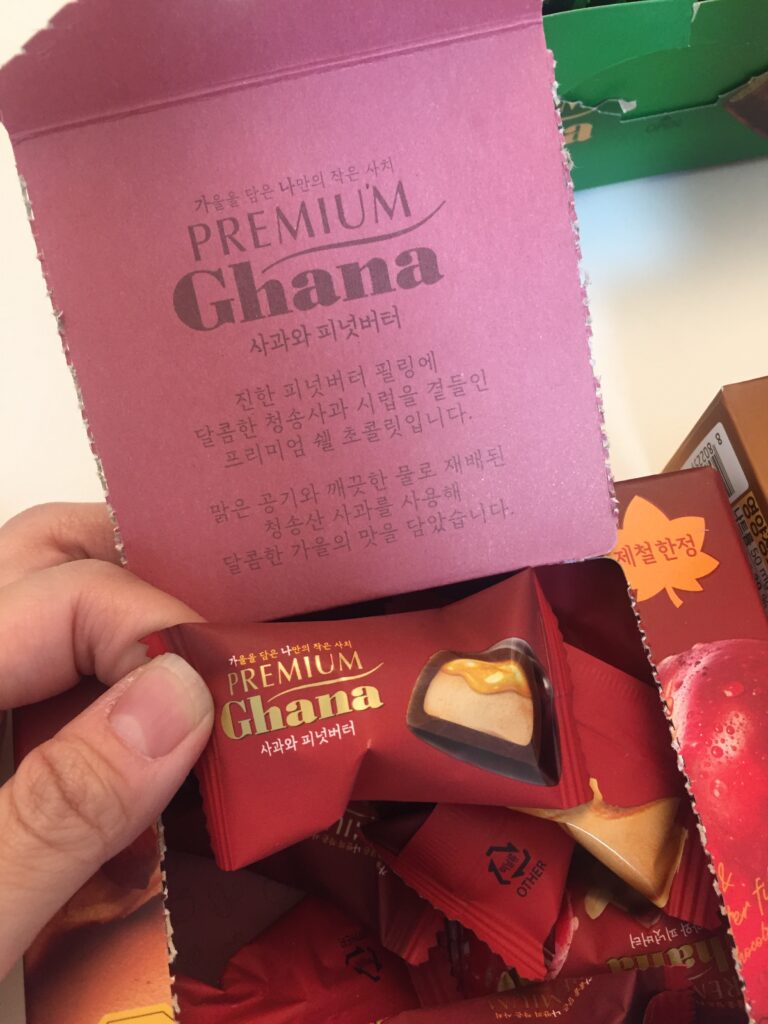 가을을 담은 나만의 작은 사치
PREMIUM
Ghana
사과와 피넛버터
진한 피넛버터 필링에
달콤한 청송사과 시럽을 곁들인
프리미엄 쉘 초콜릿입니다.
맑은 공기와 깨끗한 물로 재배된
청송산 사과를 사용해
달콤한 가을의 맛을 담았습니다.
제철한정
가을을 담은 나만의 작은 사치
PREMIUM
Ghana
사과와 피넛버터
OTHER
&
Ghana